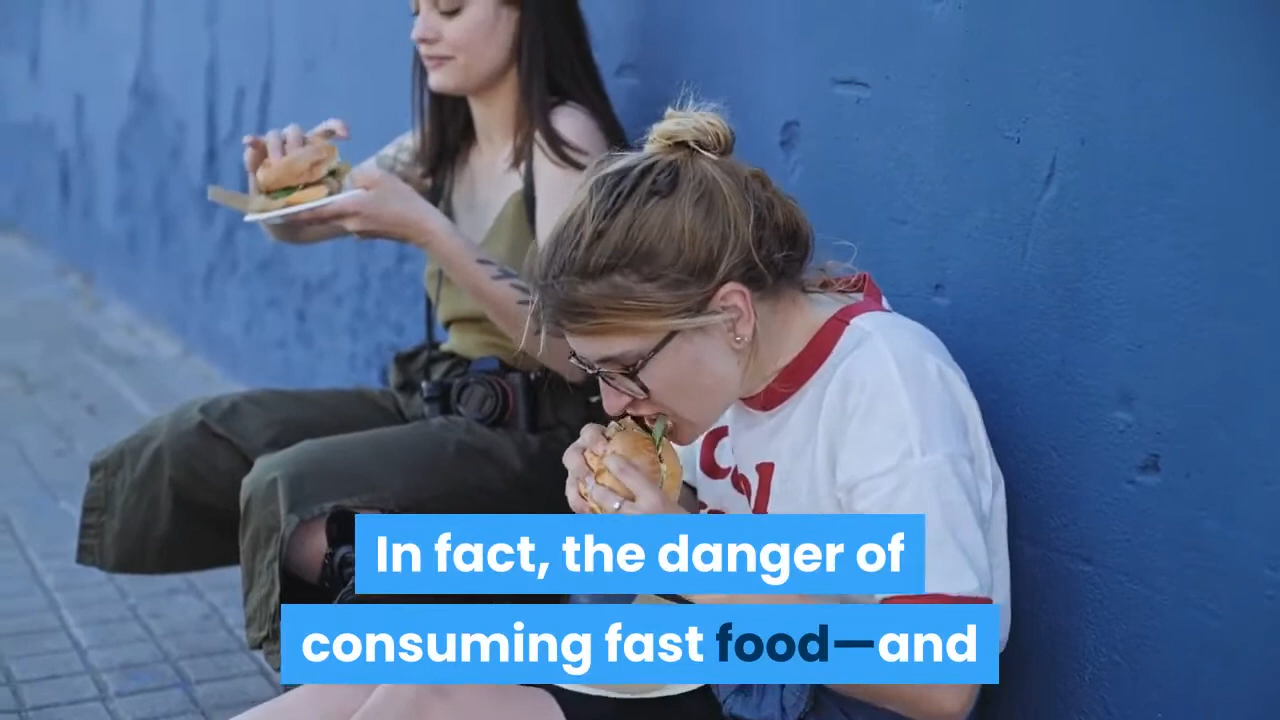 In fact, the danger of
consuming fast food—and